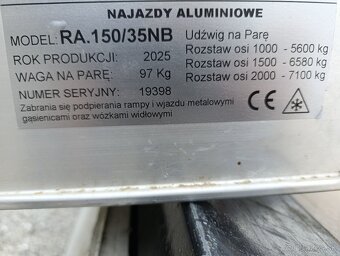 NAJAZDY ALUMINIOWE
MODEL: RA.150/35NB Udźwig na Parę
ROK PRODUKCJI: 2025 Rozstaw osi 1000 - 5600 kg
WAGA NA PARĘ: 97 Kg Rozstaw osi 1500 - 6580 kg
NUMER SERYJNY: 19398 Rozstaw osi 2000 - 7100 kg
Zabrania się podpierania rampy i wjazdu metalowymi
gąsienicami oraz wózkami widłowymi
CE